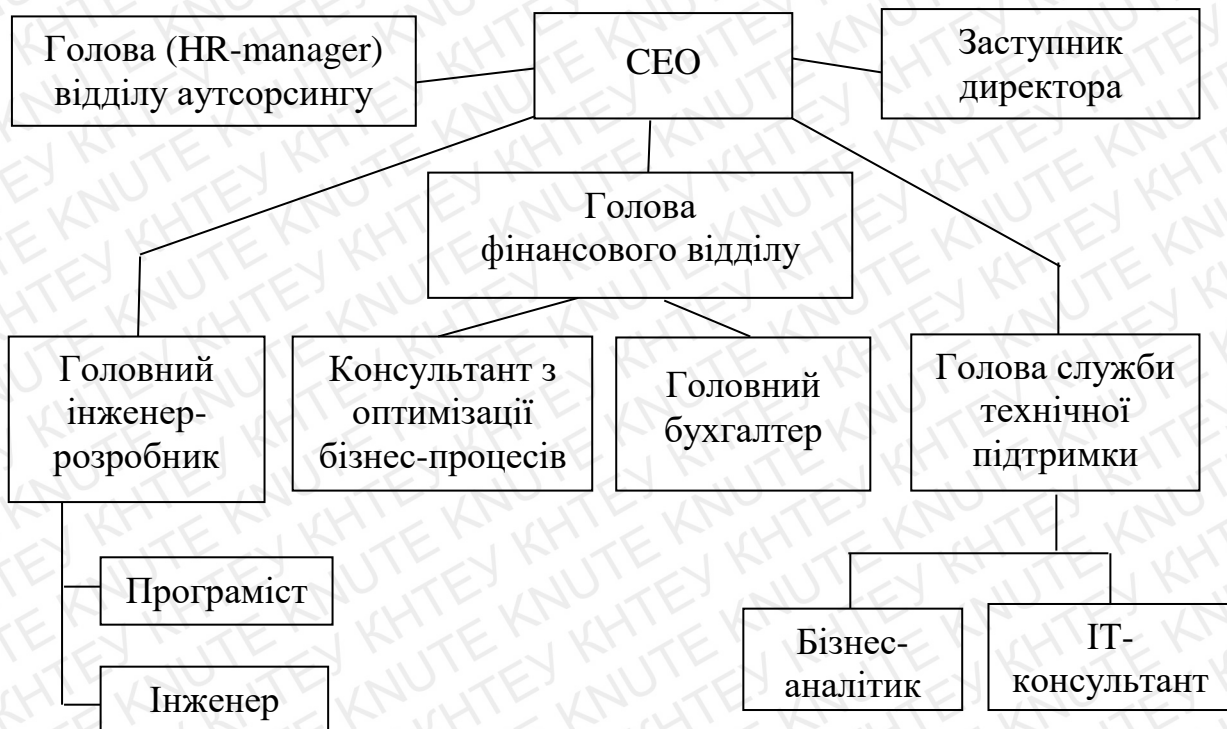 Голова (HR-manager)
відділу аутсорсингу
CEO
Заступник
директора
Голова
фінансового відділу
Головний
інженер-
розробник
Консультант з
оптимізації
бізнес-процесів
Головний
бухгалтер
Голова служби
технічної
підтримки
Програміст
Інженер
Бізнес-
аналітик
ІТ-
консультант